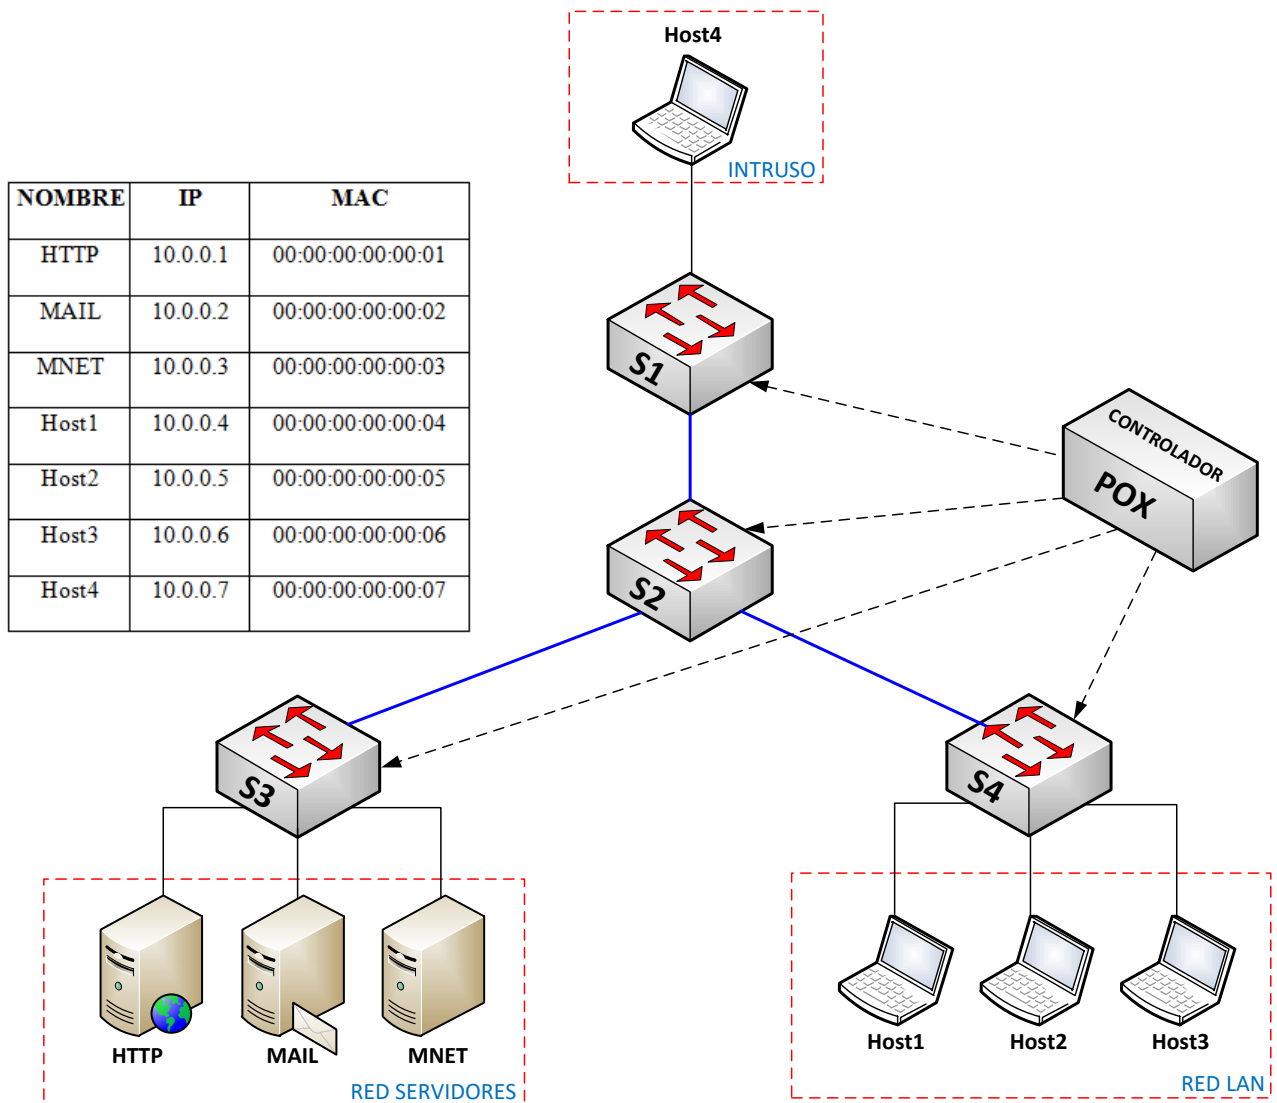 Host4
INTRUSO
NOMBRE IP MAC
HTTP 10.0.0.1 00:00:00:00:00:01
MAIL 10.0.0.2 00:00:00:00:00:02
MNET 10.0.0.3 00:00:00:00:00:03
Host1 10.0.0.4 00:00:00:00:00:04
Host2 10.0.0.5 00:00:00:00:00:05
Host3 10.0.0.6 00:00:00:00:00:06
Host4 10.0.0.7 00:00:00:00:00:07
S1
CONTROLADOR
POX
S2
S3
S4
HTTP MAIL MNET
RED SERVIDORES
Host1 Host2 Host3
RED LAN